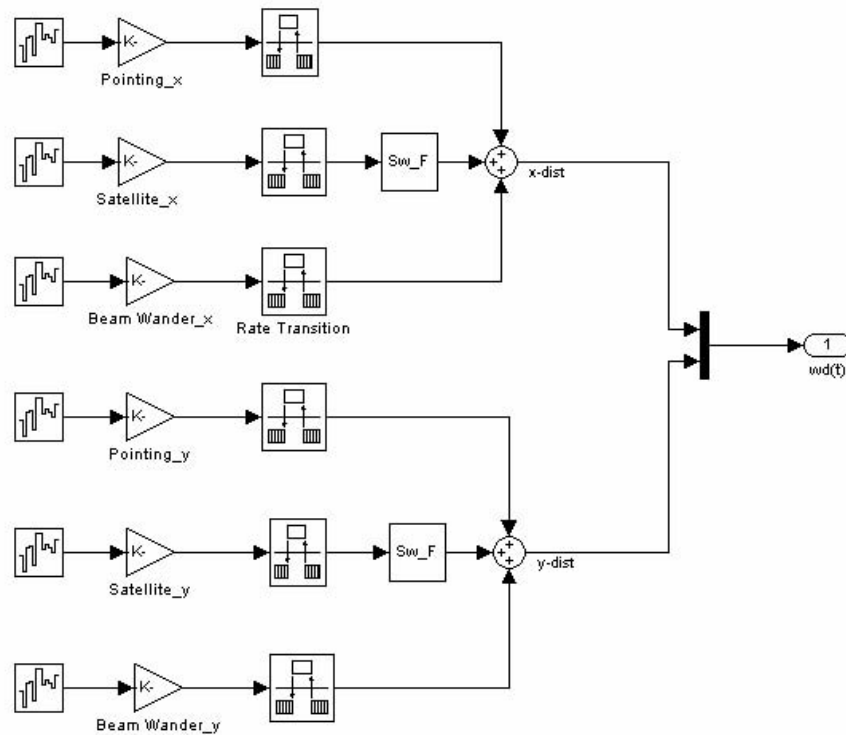 K-
Pointing_x
K-
Satellite_x
Sw_F
+
+
+
x-dist
K-
Beam Wander_x
Rate Transition
1
wd(t)
K-
Pointing_y
K-
Satellite_y
Sw_F
+
+
+
y-dist
K-
Beam Wander_y